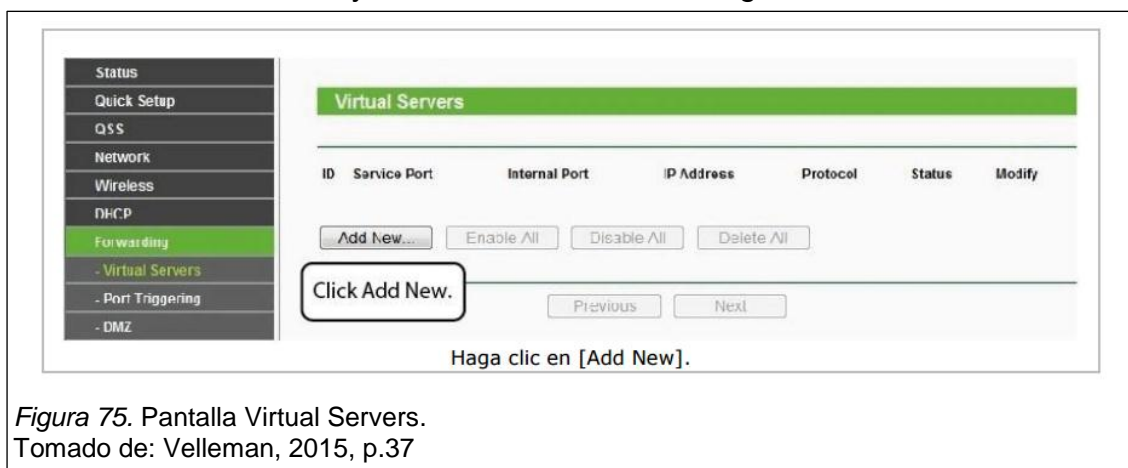 Status
Quick Setup
QSS
Network
Wireless
DHCP
Forwarding
- Virtual Servers
- Port Triggering
- DMZ
Virtual Servers
ID Service Port Internal Port IP Address Protocol Status Modify
Add New... Enable All Disable All Delete All
Click Add New.
Previous Next
Haga clic en [Add New].
Figura 75. Pantalla Virtual Servers.
Tomado de: Velleman, 2015, p.37